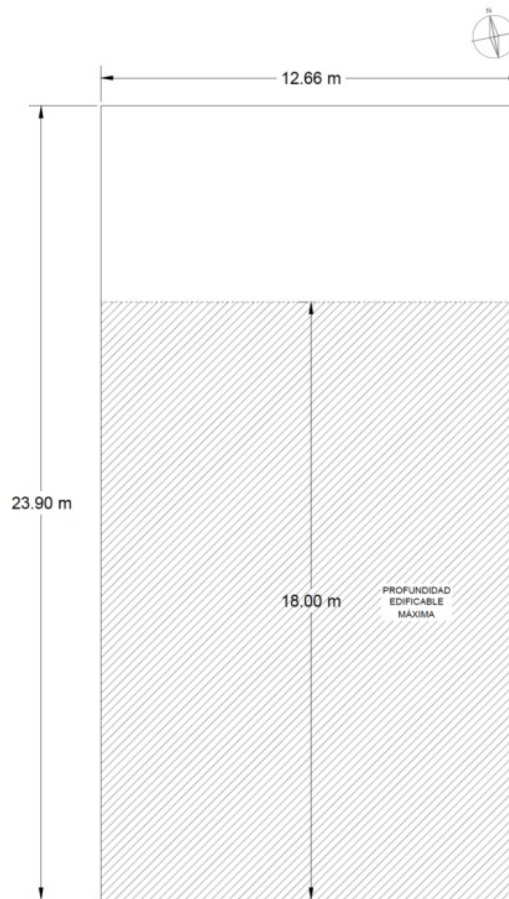 N
12.66 m
23.90 m
18.00 m
PROFUNDIDAD
EDIFICABLE
MÁXIMA